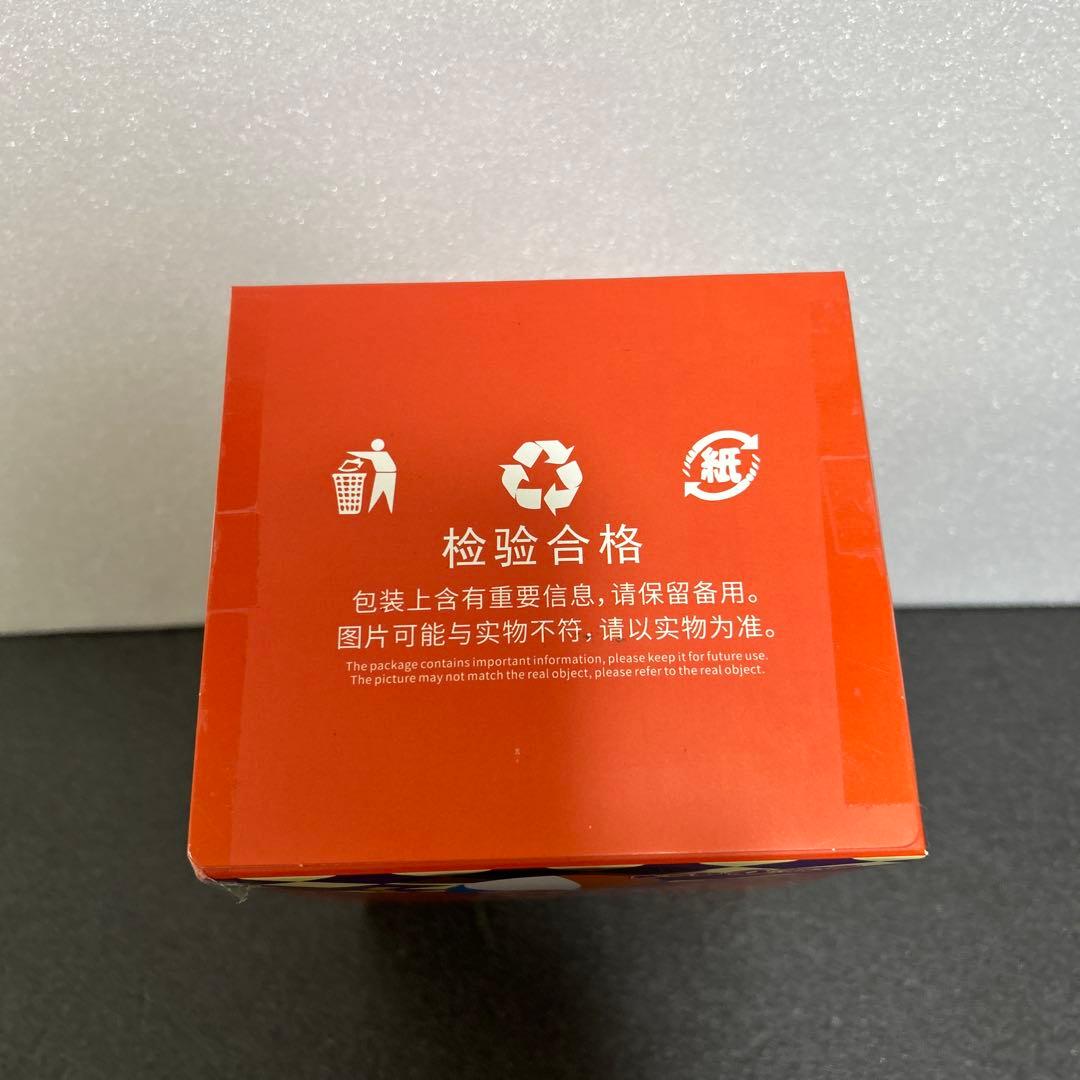 紙
检验合格
包装上含有重要信息,请保留备用。
图片可能与实物不符,请以实物为准。
The package contains important information, please keep it for future use.
The picture may not match the real object, please refer to the real object.